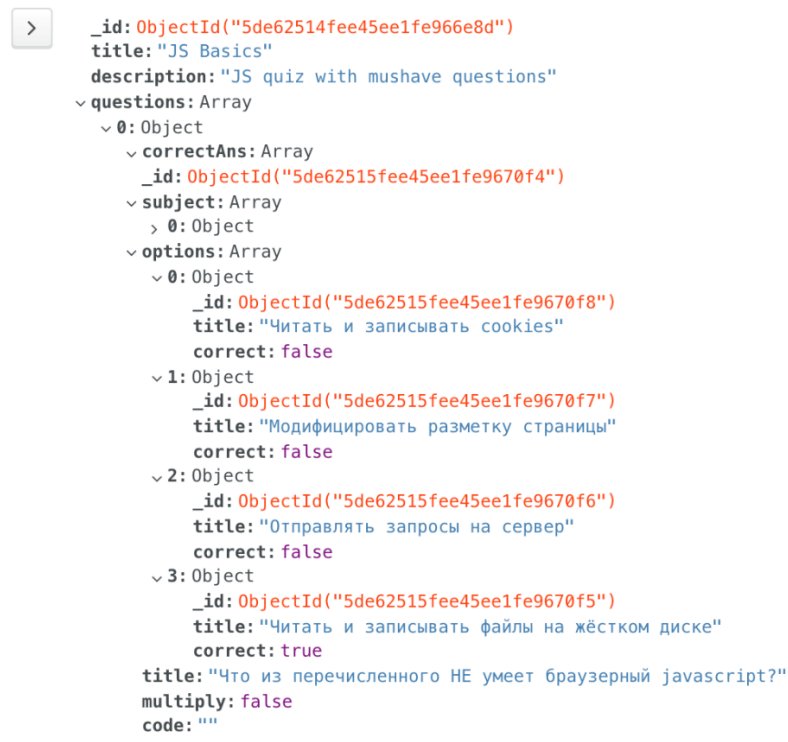 _id: ObjectId("5de62514fee45ee1fe966e8d")
title: "JS Basics"
description: "JS quiz with mushave questions"
questions: Array
0: Object
correctAns: Array
_id: ObjectId("5de62515fee45ee1fe9670f4")
subject: Array
0: Object
options: Array
0: Object
_id: ObjectId("5de62515fee45ee1fe9670f8")
title: "Читать и записывать cookies"
correct: false
1: Object
_id: ObjectId("5de62515fee45ee1fe9670f7")
title: "Модифицировать разметку страницы"
correct: false
2: Object
_id: ObjectId("5de62515fee45ee1fe9670f6")
title: "Отправлять запросы на сервер"
correct: false
3: Object
_id: ObjectId("5de62515fee45ee1fe9670f5")
title: "Читать и записывать файлы на жёстком диске"
correct: true
title: "Что из перечисленного НЕ умеет браузерный javascript?"
multiply: false
code: ""